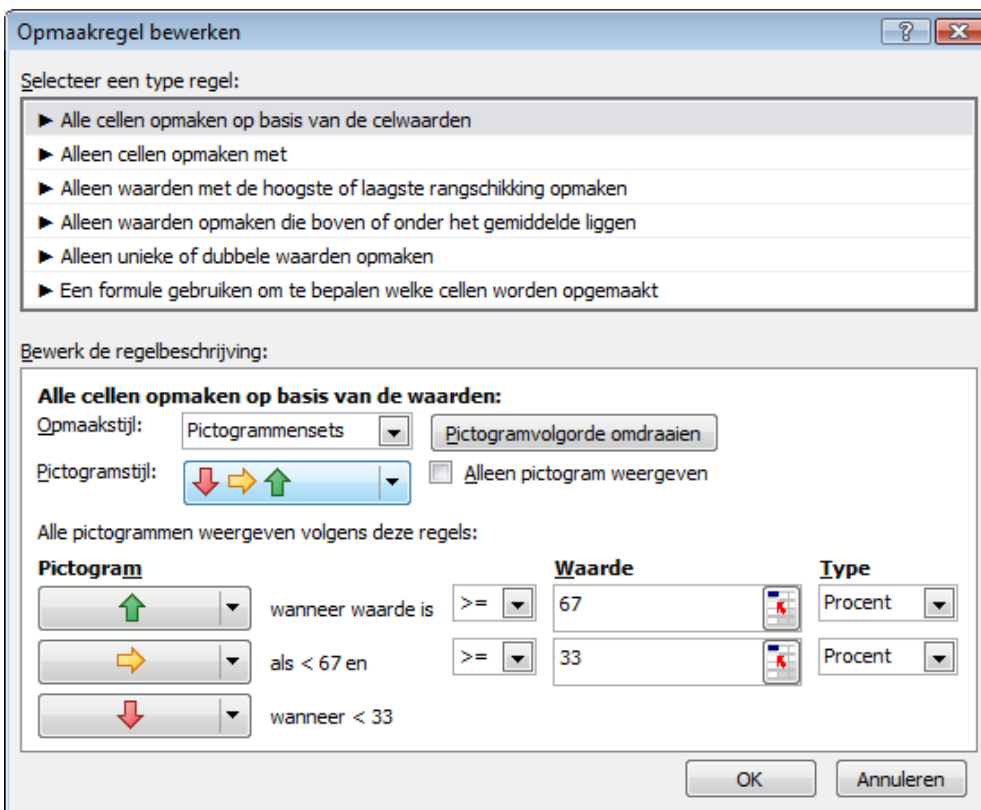 Opmaakregel bewerken
Selecteer een type regel:
► Alle cellen opmaken op basis van de celwaarden
► Alleen cellen opmaken met
► Alleen waarden met de hoogste of laagste rangschikking opmaken
► Alleen waarden opmaken die boven of onder het gemiddelde liggen
► Alleen unieke of dubbele waarden opmaken
► Een formule gebruiken om te bepalen welke cellen worden opgemaakt
Bewerk de regelbeschrijving:
Alle cellen opmaken op basis van de waarden:
Opmaakstijl: Pictogrammensets Pictogramvolgorde omdraaien
Pictogramstijl: Alleen pictogram weergeven
Alle pictogrammen weergeven volgens deze regels:
Pictogram Waarde Type
wanneer waarde is >= 67 Procent
als < 67 en >= 33 Procent
wanneer < 33
OK Annuleren